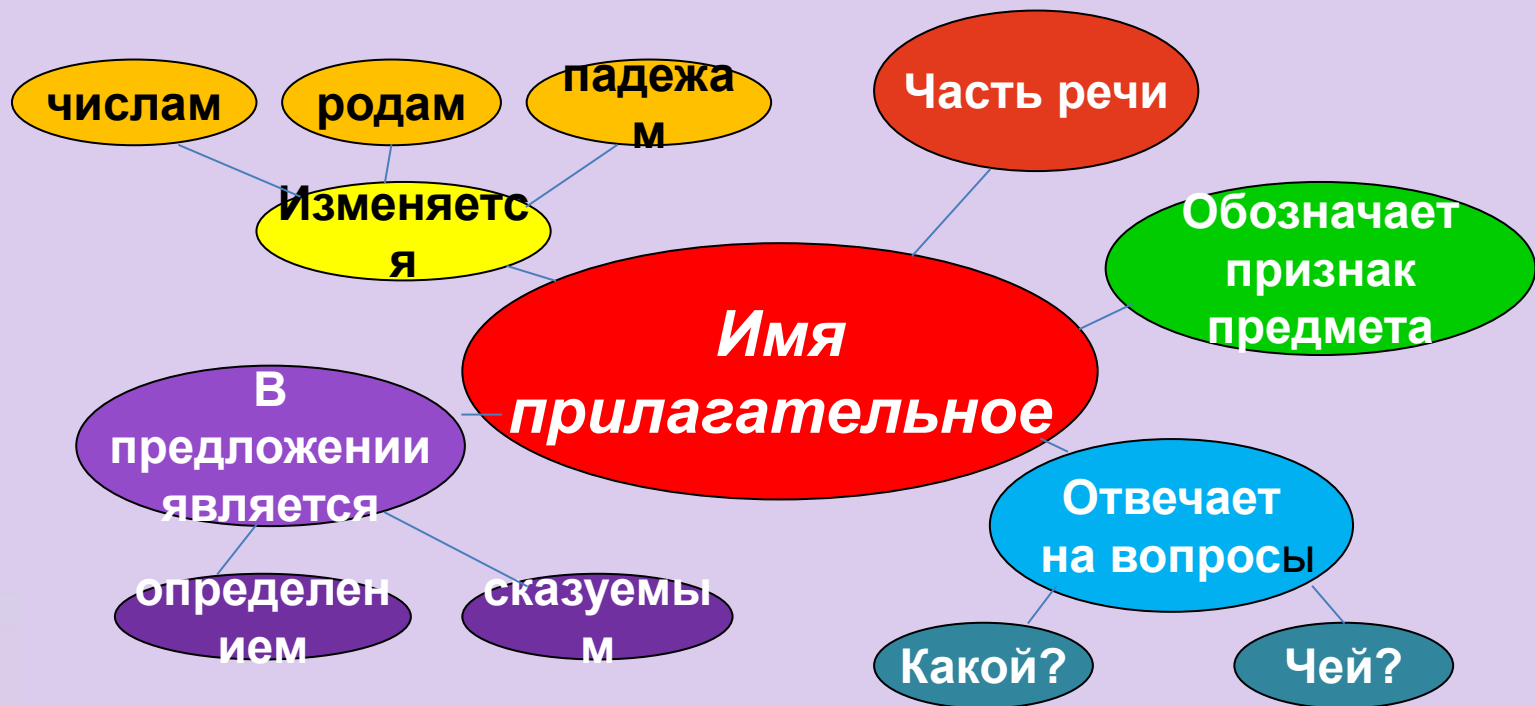 числам
родам
падежа
м
Часть речи
Изменяетс
я
Обозначает
признак
предмета
Имя
прилагательное
В
предложении
является
определен
ием
сказуемы
м
Отвечает
на вопросы
Какой?
Чей?